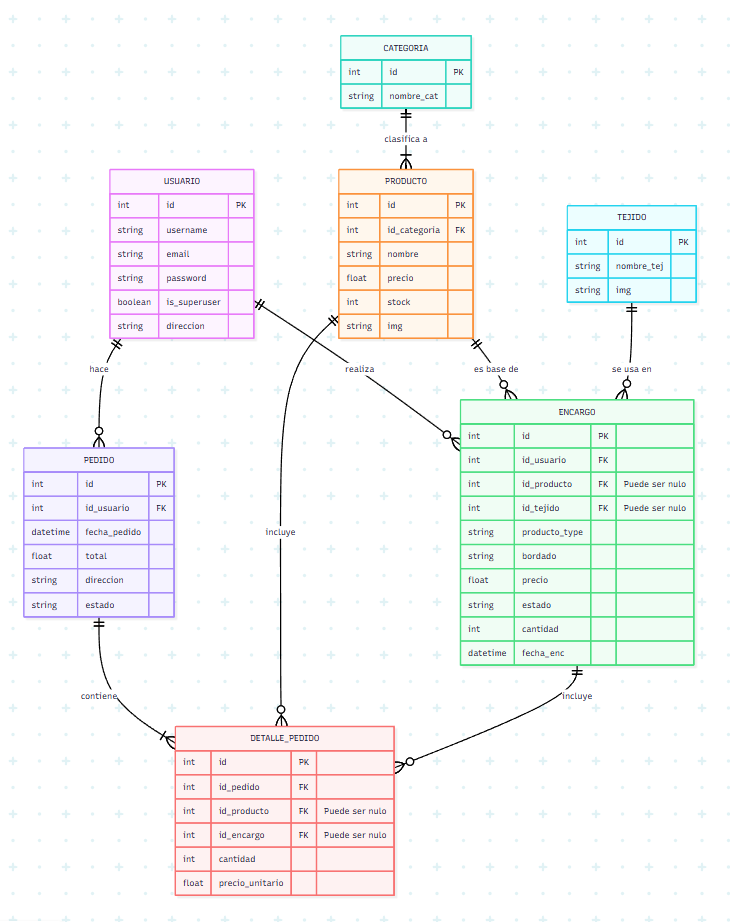 CATEGORIA
int id PK
string nombre_cat
clasifica a
USUARIO
int id PK
string username
string email
string password
boolean is_superuser
string direccion
PRODUCTO
int id PK
int id_categoria FK
string nombre
float precio
int stock
string img
TEJIDO
int id PK
string nombre_tej
string img
hace
realiza
es base de
se usa en
ENCARGO
int id PK
int id_usuario FK
int id_producto FK Puede ser nulo
int id_tejido FK Puede ser nulo
string producto_type
string bordado
float precio
string estado
int cantidad
datetime fecha_enc
PEDIDO
int id PK
int id_usuario FK
datetime fecha_pedido
float total
string direccion
string estado
incluye
contiene
incluye
DETALLE_PEDIDO
int id PK
int id_pedido FK
int id_producto FK Puede ser nulo
int id_encargo FK Puede ser nulo
int cantidad
float precio_unitario